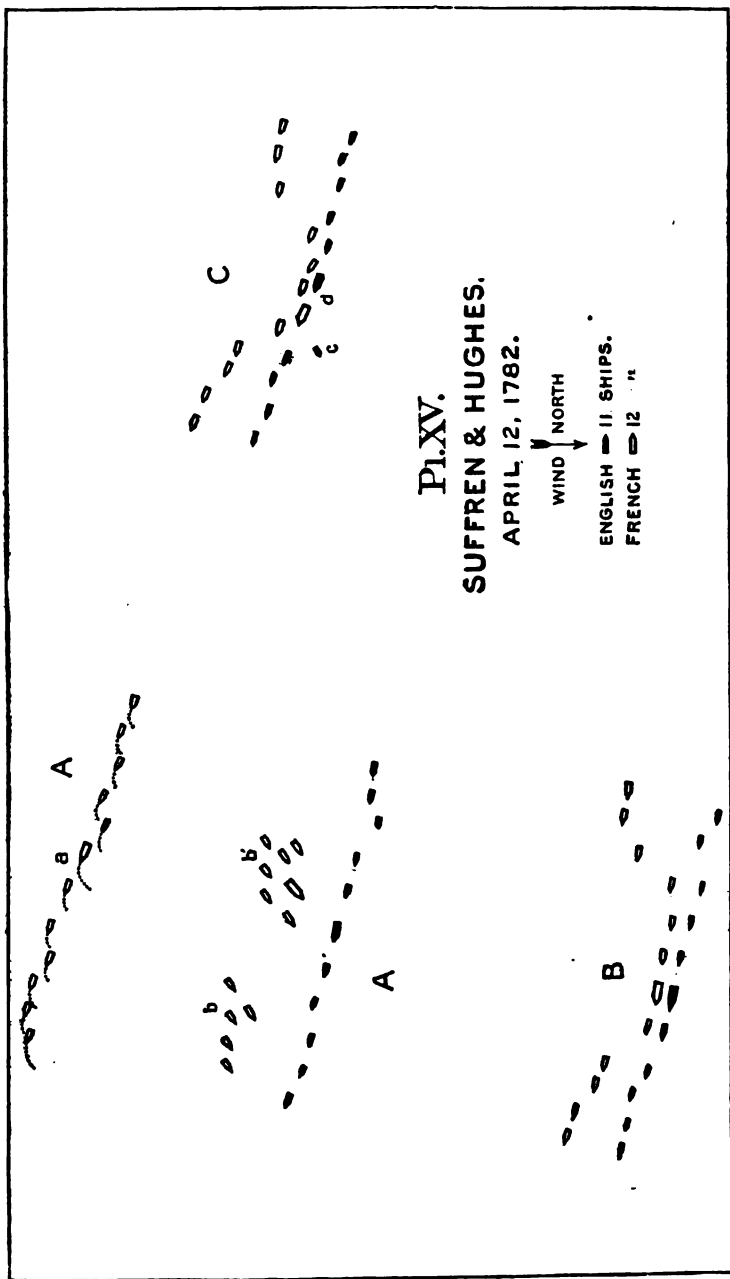 Pl. XV.
SUFFREN & HUGHES.
APRIL 12, 1782.
WIND NORTH
ENGLISH 11 SHIPS.
FRENCH 12 "
A
a
b
b'
A
B
C
c
d